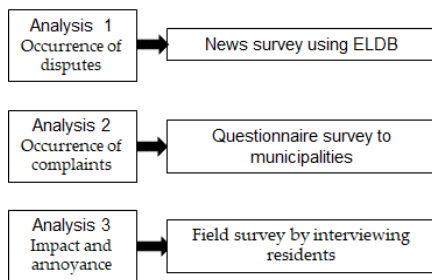 Analysis 1
Occurrence of
disputes
News survey using ELDB
Analysis 2
Occurrence of
complaints
Questionnaire survey to
municipalities
Analysis 3
Impact and
annoyance
Field survey by interviewing
residents